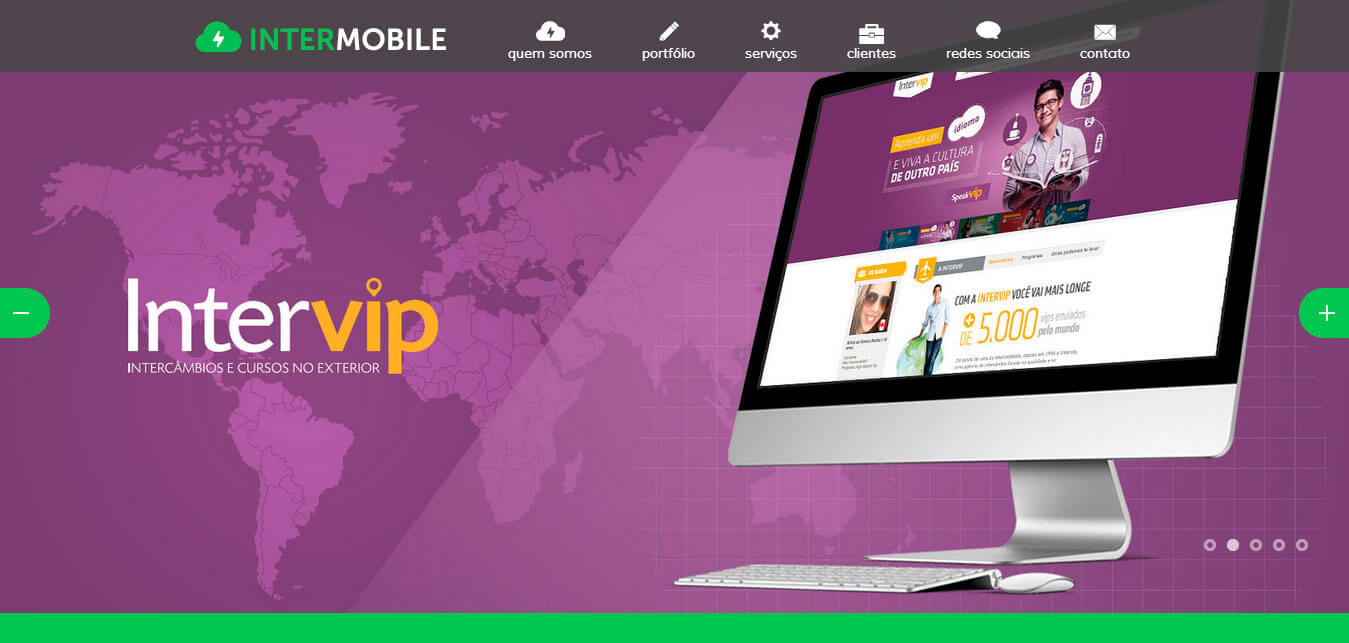 INTERMOBILE
quem somos
portfólio
serviços
clientes
redes sociais
contato
Intervip
INTERCÂMBIOS E CURSOS NO EXTERIOR
Intervip
Aprenda um idioma
E VIVA A CULTURA
DE OUTRO PAÍS
Speakvip
A INTERVIP
Programas
COM A INTERVIP VOCÊ VAI MAIS LONGE
+ DE 5.000 vips enviados
pelo mundo